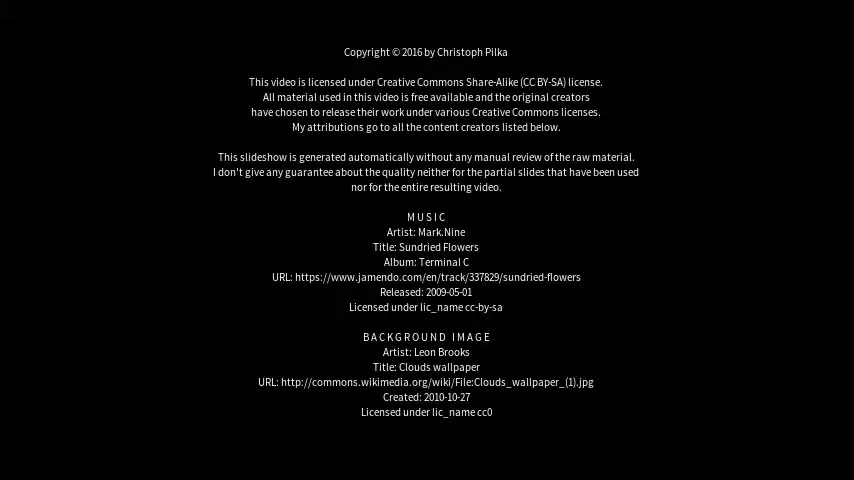 Copyright © 2016 by Christoph Pilka
This video is licensed under Creative Commons Share-Alike (CC BY-SA) license.
All material used in this video is free available and the original creators
have chosen to release their work under various Creative Commons licenses.
My attributions go to all the content creators listed below.
This slideshow is generated automatically without any manual review of the raw material.
I don't give any guarantee about the quality neither for the partial slides that have been used
nor for the entire resulting video.
M U S I C
Artist: Mark.Nine
Title: Sundried Flowers
Album: Terminal C
URL: https://www.jamendo.com/en/track/337829/sundried-flowers
Released: 2009-05-01
Licensed under lic_name cc-by-sa
B A C K G R O U N D   I M A G E
Artist: Leon Brooks
Title: Clouds wallpaper
URL: http://commons.wikimedia.org/wiki/File:Clouds_wallpaper_(1).jpg
Created: 2010-10-27
Licensed under lic_name cc0